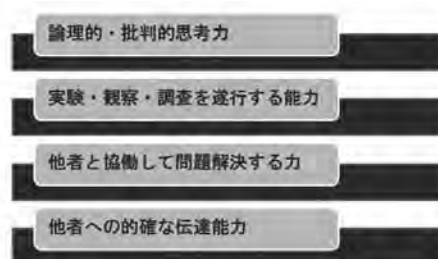 論理的・批判的思考力
実験・観察・調査を遂行する能力
他者と協働して問題解決する力
他者への的確な伝達能力